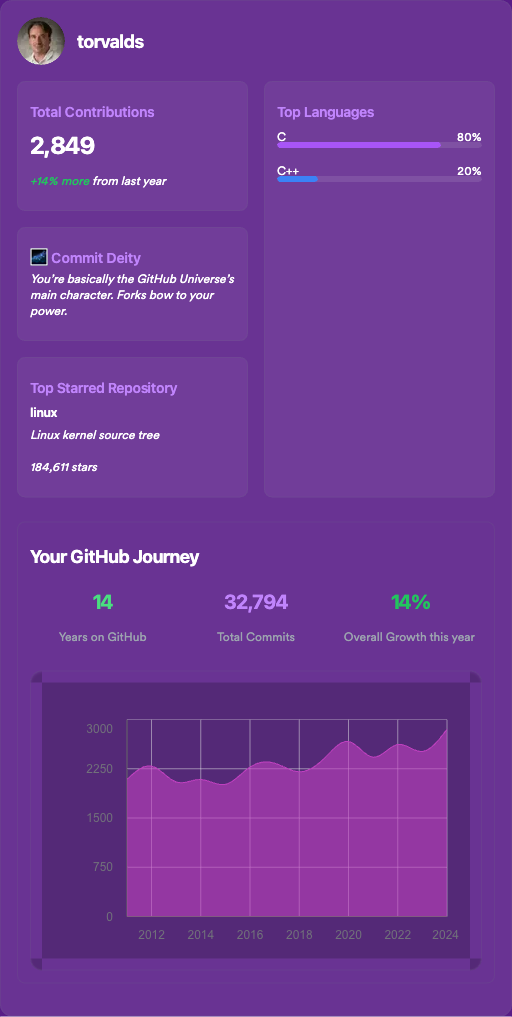 torvalds
Total Contributions
2,849
+14% more from last year
Commit Deity
You're basically the GitHub Universe's
main character. Forks bow to your
power.
Top Starred Repository
linux
Linux kernel source tree
184,611 stars
Top Languages
C 80%
C++ 20%
Your GitHub Journey
14 32,794 14%
Years on GitHub Total Commits Overall Growth this year
3000
2250
1500
750
0
2012 2014 2016 2018 2020 2022 2024